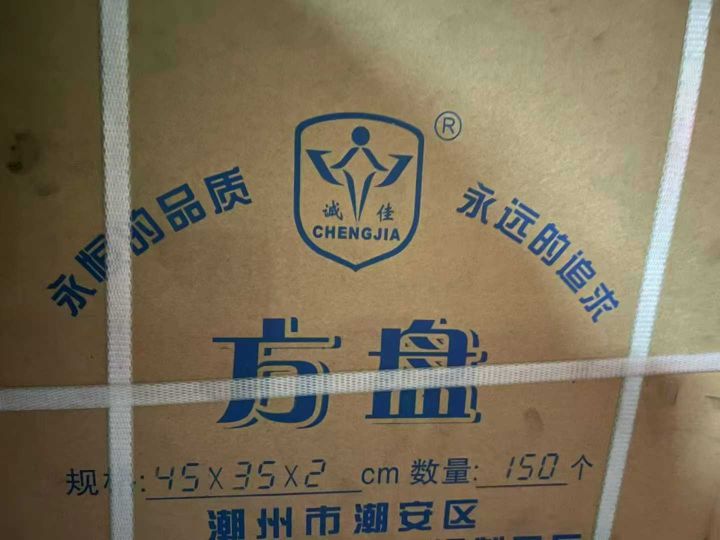 ®
永恒的品质
诚佳
CHENGJIA
永远的追求
方盘
规格:45X35X2 cm 数量:150个
潮州市潮安区